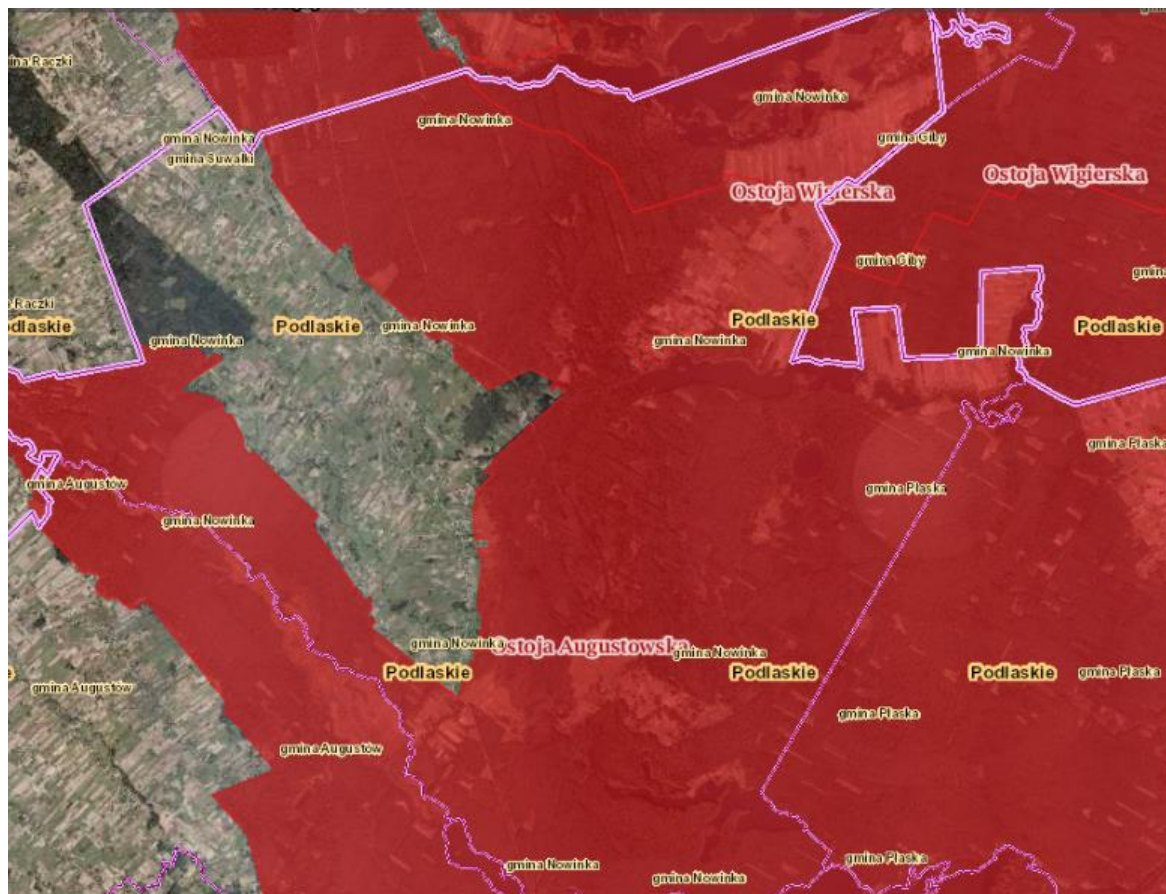 gmina Raczki
gmina Nowinka
gmina Nowinka
gmina Nowinka
gmina Suwałki
gmina Giby
Ostoja Wigierska
Ostoja Wigierska
gmina Giby
Raczki
Podlaskie
Podlaskie
gmina Nowinka
Podlaskie
Podlaskie
gmina Nowinka
gmina Nowinka
gmina Nowinka
gmina Płaska
gmina Augustów
gmina Płaska
gmina Nowinka
gmina Nowinka
Ostoja Augustowska
gmina Nowinka
Podlaskie
Podlaskie
Podlaskie
gmina Płaska
gmina Augustów
gmina Płaska
gmina Augustów
gmina Płaska
gmina Nowinka
gmina Nowinka